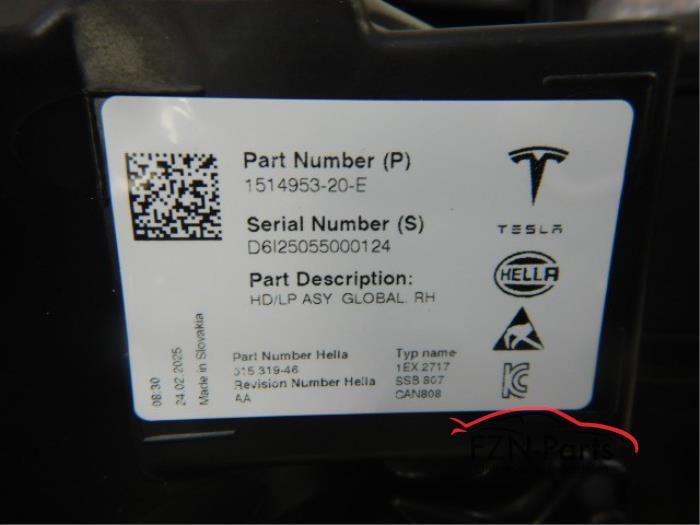 Part Number (P)
1514953-20-E
Serial Number (S)
D6I25055000124
Part Description:
HD/LP ASY GLOBAL, RH
TESLA
HELLA
Part Number Hella
015.319-46
Revision Number Hella
AA
Typ name
1EX 2717
SSB 807
CAN808
08:30
24.02.2025
Made in Slovakia
FZN-Parts